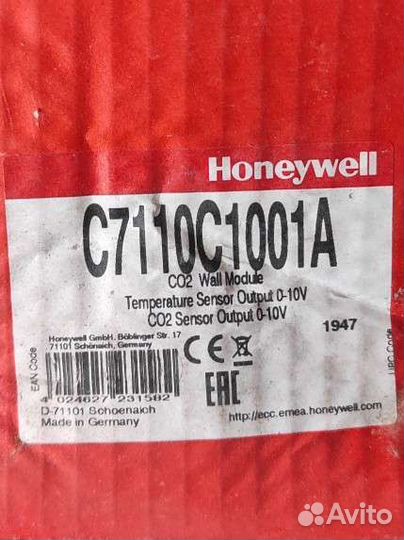 Honeywell
C7110C1001A
CO2 Wall Module
Temperature Sensor Output 0-10V
CO2 Sensor Output 0-10V
Honeywell GmbH. Böblinger Str. 17
71101 Schönaich, Germany
1947
EAN Code
UPC Code
CE
EAC
4 024627 231582
D-71101 Schoenaich
Made in Germany
http://ecc.emea.honeywell.com/
Avito